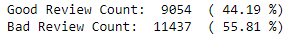 Good Review Count:  9054  ( 44.19 %)
Bad Review Count:  11437  ( 55.81 %)